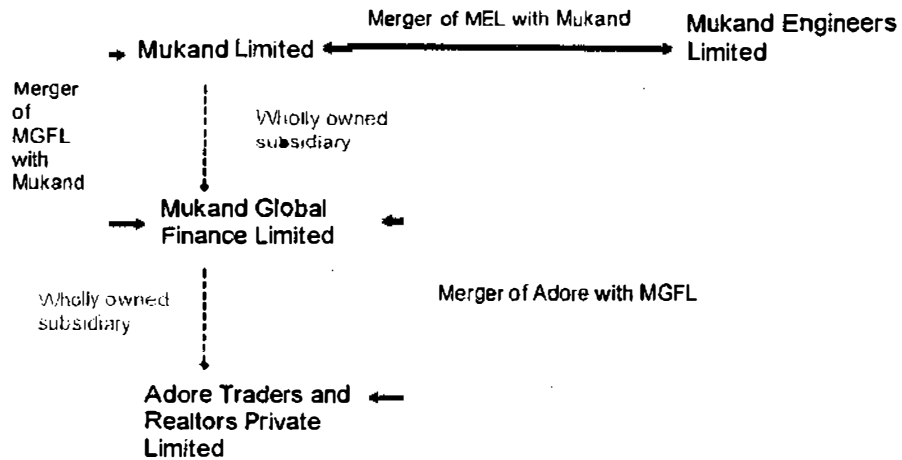 Merger of MEL with Mukand
Mukand Limited
Mukand Engineers
Limited
Merger
of
MGFL
with
Mukand
Wholly owned
subsidiary
Mukand Global
Finance Limited
Wholly owned
subsidiary
Merger of Adore with MGFL
Adore Traders and
Realtors Private
Limited